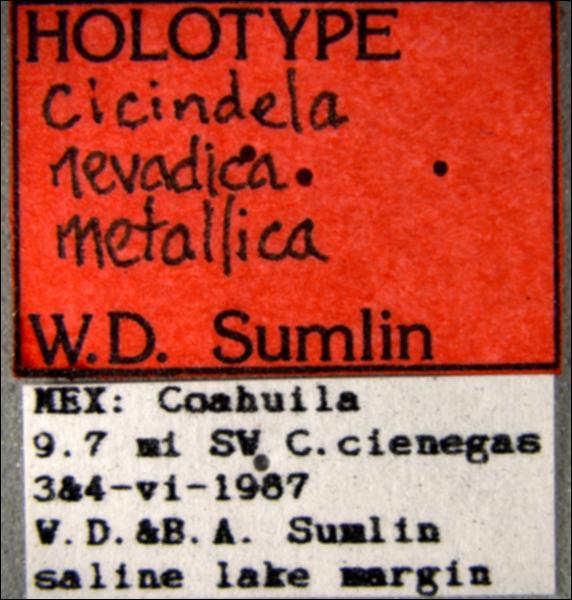 HOLOTYPE
Cicindela
nevadica
metallica
W.D. Sumlin
MEX: Coahuila
9.7 mi SW C.cienegas
3&4-vi-1987
W.D.&B.A. Sumlin
saline lake margin